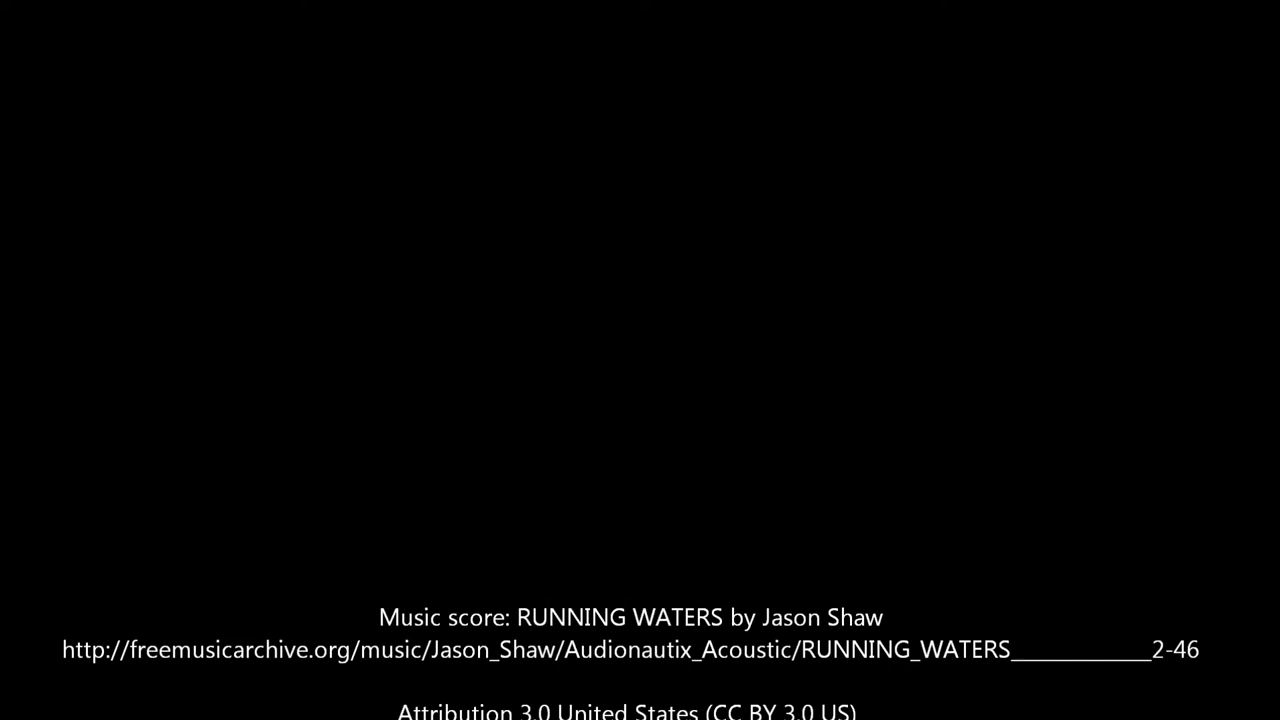 Music score: RUNNING WATERS by Jason Shaw
http://freemusicarchive.org/music/Jason_Shaw/Audionautix_Acoustic/RUNNING_WATERS___________2-46
Attribution 3.0 United States (CC BY 3.0 US)